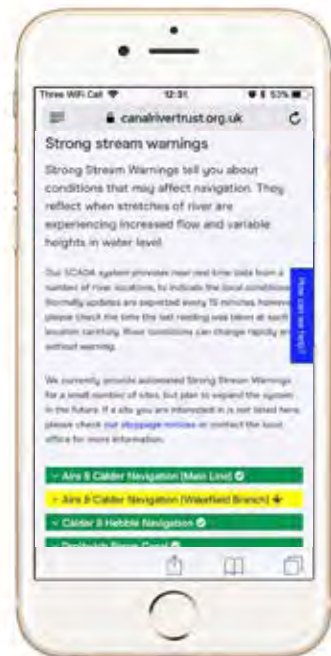 Three WiFi Call 12:31 53%
canalrivertrust.org.uk
Strong stream warnings
Strong Stream Warnings tell you about
conditions that may affect navigation. They
reflect when stretches of river are
experiencing increased flow and variable
heights in water level.
Our SCADA system provides near real time data from a
number of river locations, to indicate the local conditions.
Normally updates are expected every 15 minutes, however
please check the time the last reading was taken at each
location carefully. River conditions can change rapidly and
without warning.
How can we help?
We currently provide automated Strong Stream Warnings
for a small number of sites, but plan to expand the system
in the future. If a site you are interested in is not listed here,
please check our stoppage notices or contact the local
office for more information.
Aire & Calder Navigation (Main Line)
Aire & Calder Navigation (Wakefield Branch)
Calder & Hebble Navigation